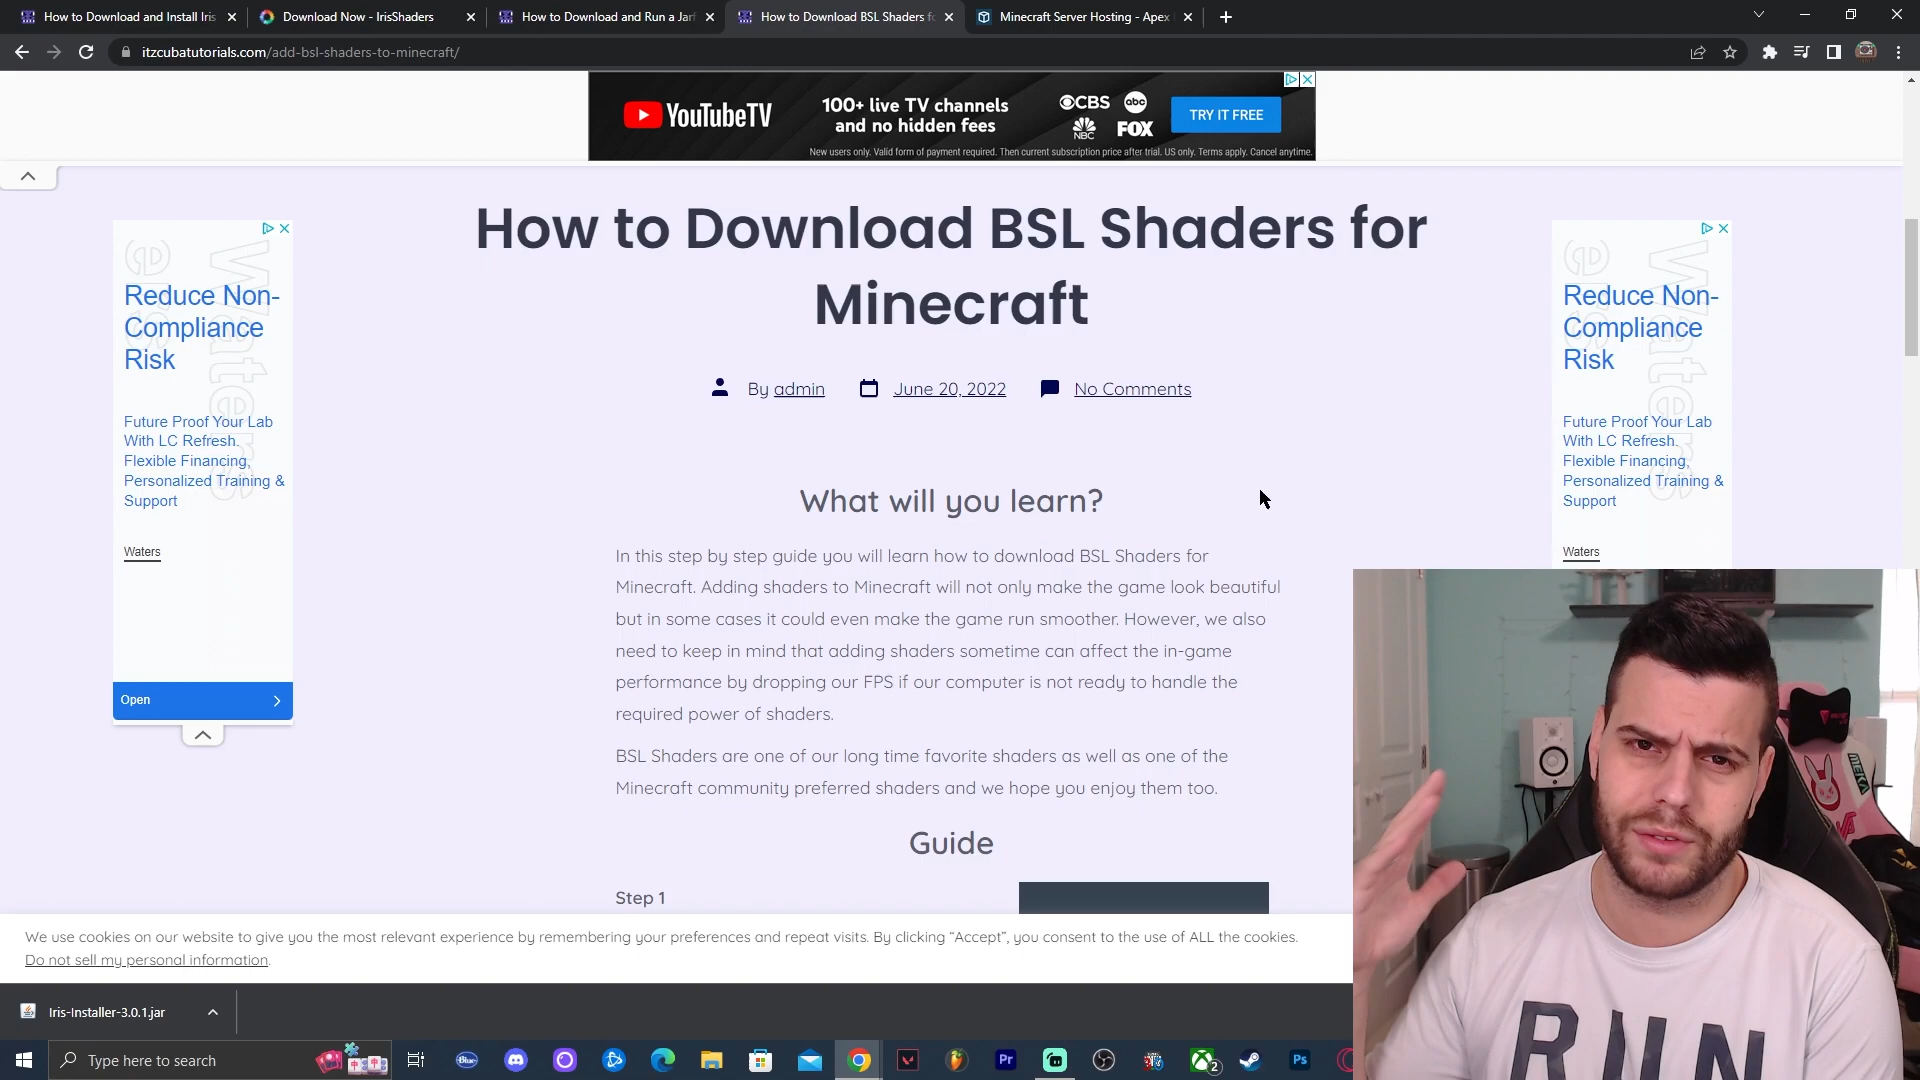 How to Download and Install Iris
Download Now - IrisShaders
How to Download and Run a Jar
How to Download BSL Shaders fo
Minecraft Server Hosting - Apex
itzcubatutorials.com/add-bsl-shaders-to-minecraft/
YouTubeTV
100+ live TV channels
and no hidden fees
CBS
abc
NBC
FOX
TRY IT FREE
New users only. Valid form of payment required. Then current subscription price after trial. US only. Terms apply. Cancel anytime.
How to Download BSL Shaders for
Minecraft
By admin
June 20, 2022
No Comments
Waters
Reduce Non-
Compliance
Risk
Future Proof Your Lab
With LC Refresh.
Flexible Financing,
Personalized Training &
Support
Waters
Open
Waters
Reduce Non-
Compliance
Risk
Future Proof Your Lab
With LC Refresh.
Flexible Financing,
Personalized Training &
Support
Waters
What will you learn?
In this step by step guide you will learn how to download BSL Shaders for
Minecraft. Adding shaders to Minecraft will not only make the game look beautiful
but in some cases it could even make the game run smoother. However, we also
need to keep in mind that adding shaders sometime can affect the in-game
performance by dropping our FPS if our computer is not ready to handle the
required power of shaders.
BSL Shaders are one of our long time favorite shaders as well as one of the
Minecraft community preferred shaders and we hope you enjoy them too.
Guide
Step 1
We use cookies on our website to give you the most relevant experience by remembering your preferences and repeat visits. By clicking “Accept”, you consent to the use of ALL the cookies.
Do not sell my personal information.
Iris-Installer-3.0.1.jar
Type here to search
Blue
Pr
2
Ps
MEKA
RUN